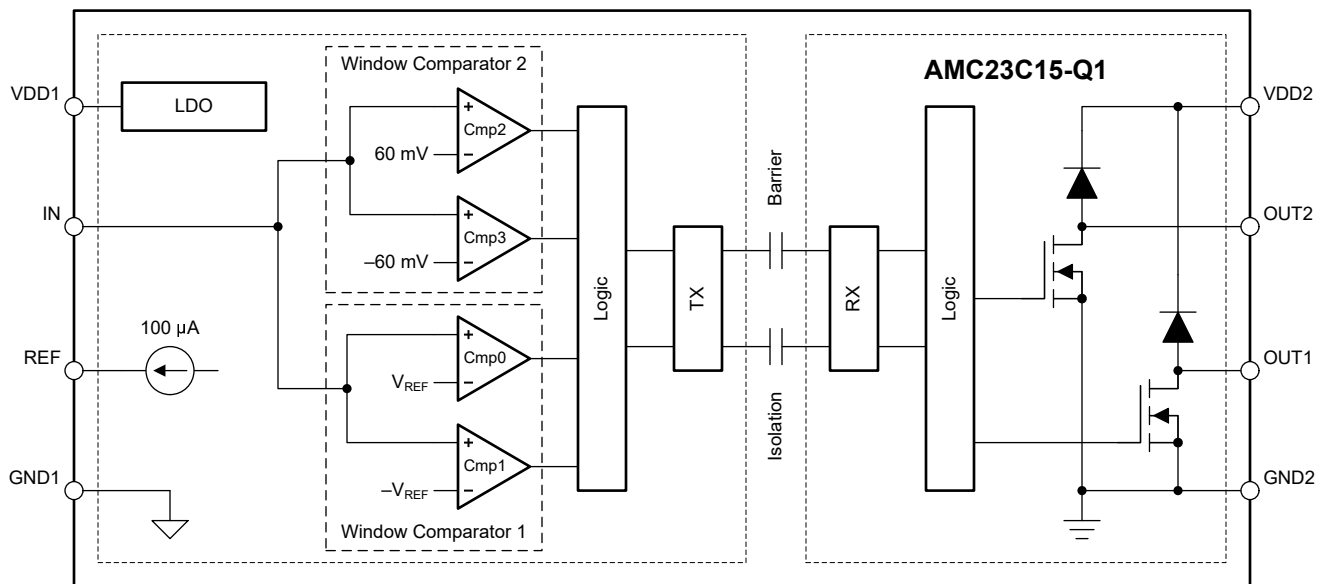 Window Comparator 2
AMC23C15-Q1
VDD1
LDO
+
Cmp2
60 mV
–
VDD2
IN
+
Cmp3
–60 mV
–
Barrier
OUT2
Logic
TX
RX
Logic
100 µA
REF
+
Cmp0
VREF
–
OUT1
Isolation
GND1
+
Cmp1
–VREF
–
GND2
Window Comparator 1